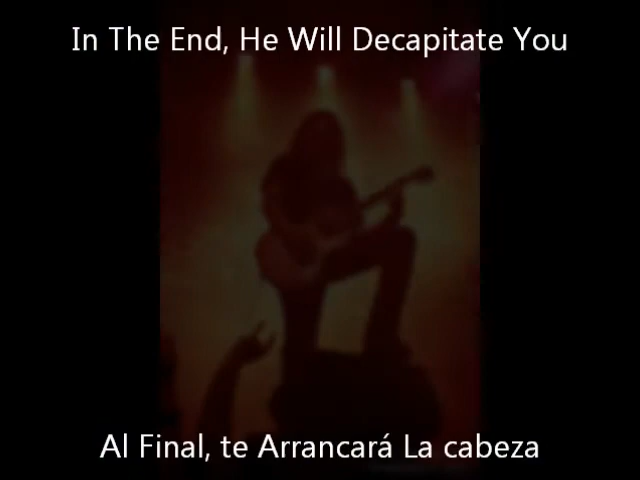 In The End, He Will Decapitate You
Al Final, te Arrancará La cabeza